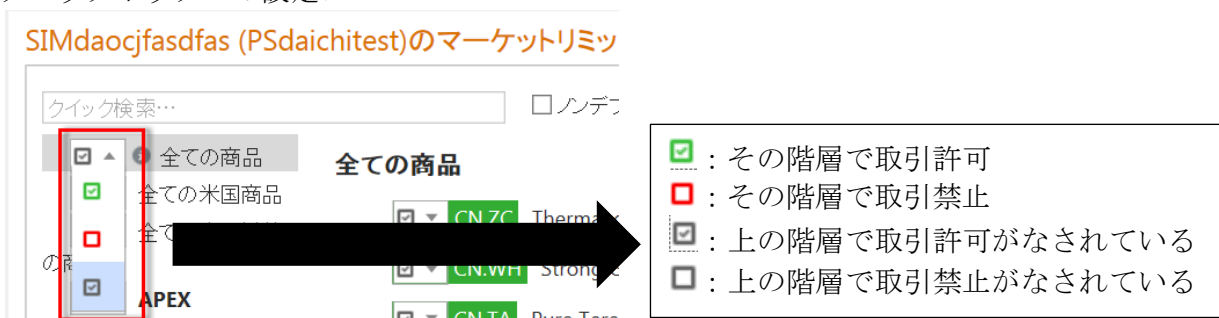 SIMdaocjfasdfas (PSdaichitest)のマーケットリミッ
クイック検索…
ノンデフ
全ての商品
全ての米国商品
APEX
全ての商品
CN.ZC
CN.WH
CN.TA
：その階層で取引許可
：その階層で取引禁止
：上の階層で取引許可がなされている
：上の階層で取引禁止がなされている